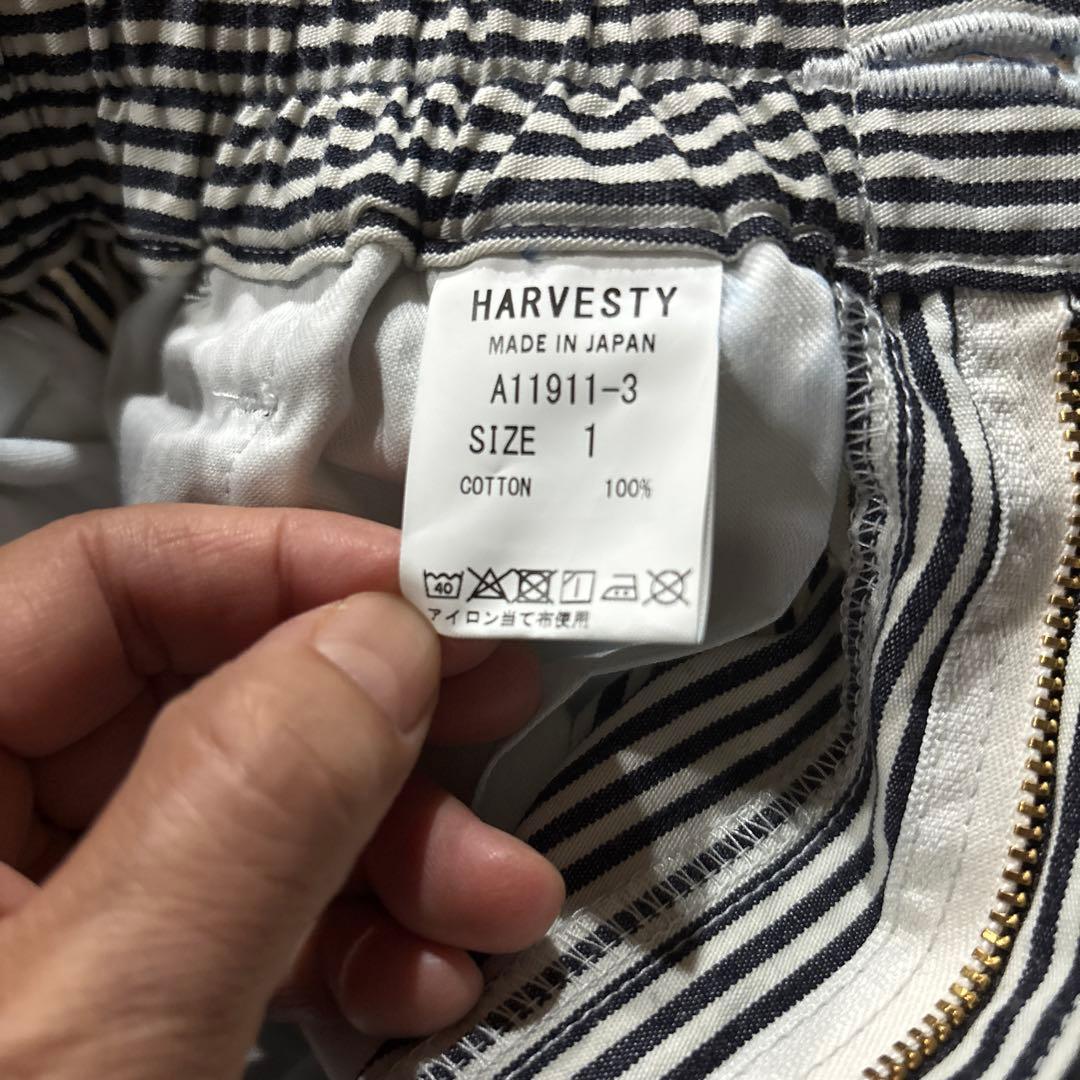 HARVESTY
MADE IN JAPAN
A11911-3
SIZE 1
COTTON 100%
40
アイロン当て布使用